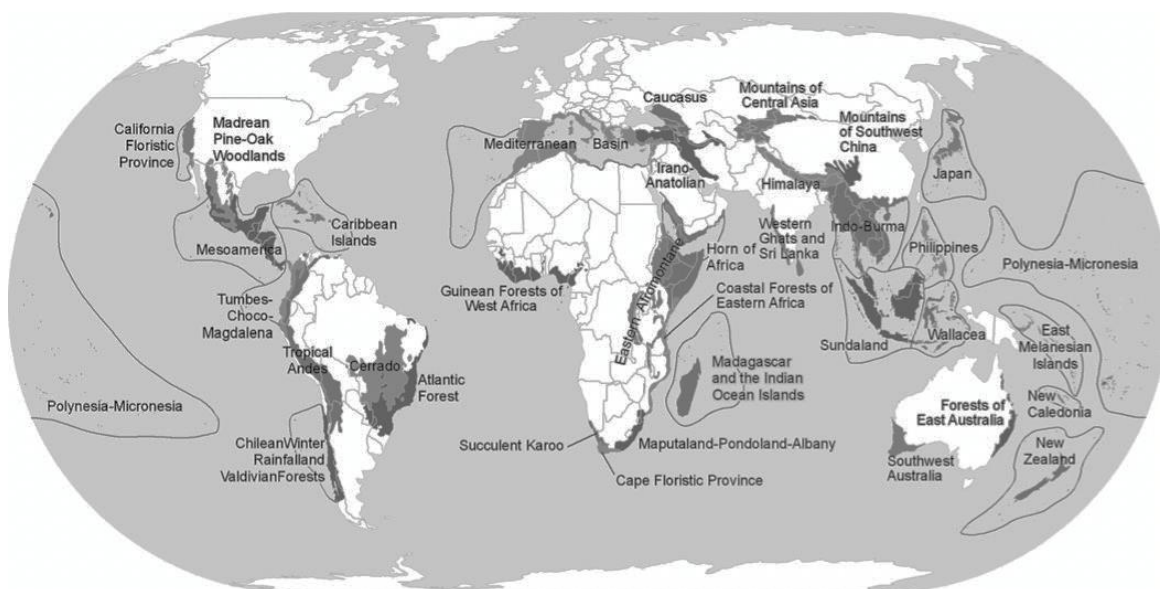 California
Floristic
Province
Madrean
Pine-Oak
Woodlands
Mesoamerica
Caribbean
Islands
Tumbes-
Choco-
Magdalena
Tropical
Andes
Cerrado
Atlantic
Forest
Polynesia-Micronesia
ChileanWinter
Rainfalland
ValdivianForests
Mediterranean Basin
Caucasus
Irano-
Anatolian
Mountains of
Central Asia
Mountains
of Southwest
China
Himalaya
Japan
Western
Ghats and
Sri Lanka
Indo-Burma
Philippines
Polynesia-Micronesia
Guinean Forests of
West Africa
Eastern Afromontane
Horn of
Africa
Coastal Forests of
Eastern Africa
Madagascar
and the Indian
Ocean Islands
Succulent Karoo
Maputaland-Pondoland-Albany
Cape Floristic Province
Sundaland
Wallacea
East
Melanesian
Islands
New
Caledonia
Forests of
East Australia
Southwest
Australia
New
Zealand